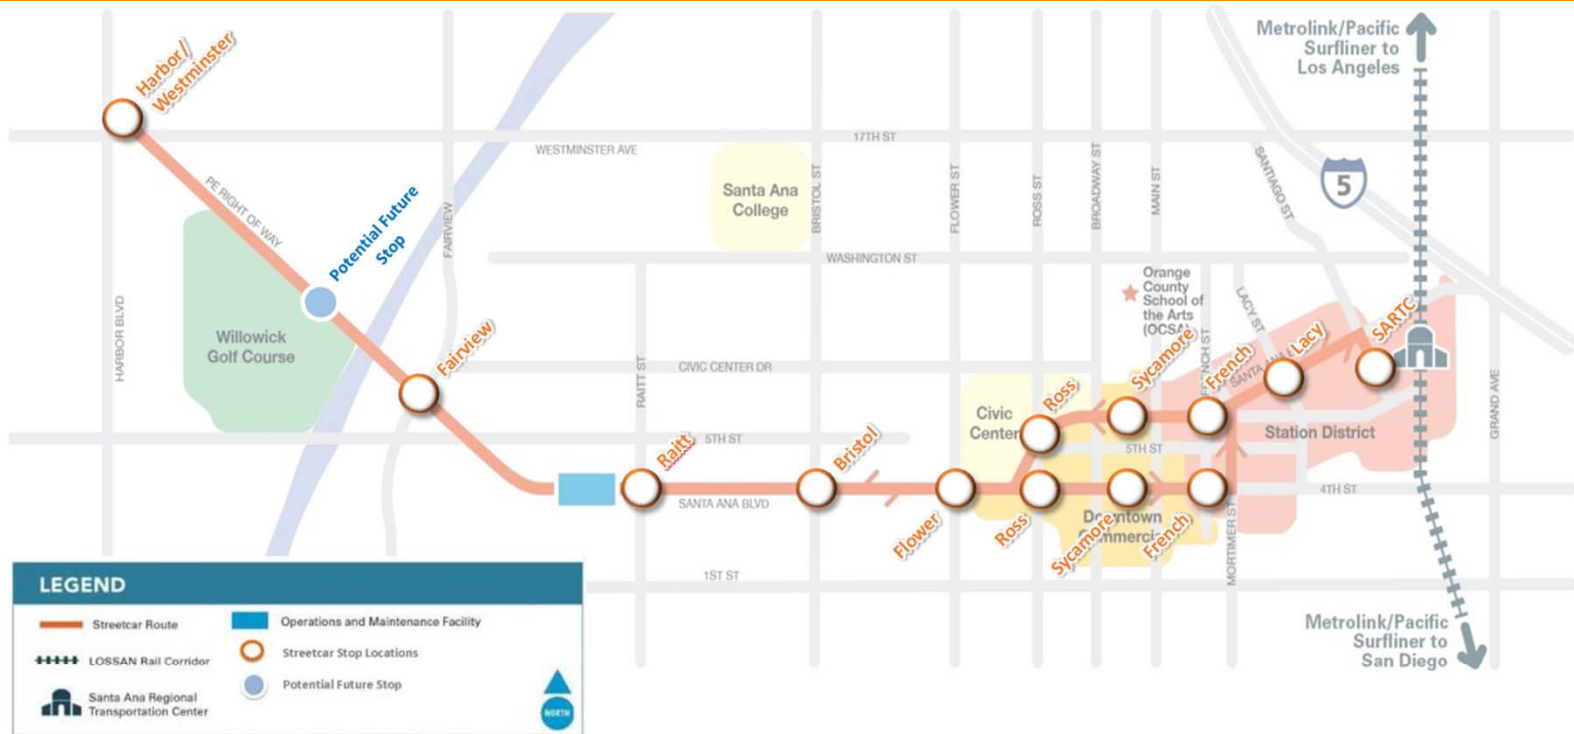 Metrolink/Pacific
Surfliner to
Los Angeles
Harbor/
Westminster
17TH ST
WESTMINSTER AVE
PE RIGHT OF WAY
Potential Future
Stop
FAIRVIEW
Santa Ana
College
BRISTOL ST
FLOWER ST
ROSS ST
BROADWAY ST
MAIN ST
SANTIAGO ST
5
WASHINGTON ST
Orange
County
School of
the Arts
(OCSA)
LACY ST
HARBOR BLVD
Willowick
Golf Course
Fairview
RAITT ST
CIVIC CENTER DR
Sycamore
French
Lacy
SARTC
GRAND AVE
Civic
Center
Ross
5TH ST
5TH ST
Station District
Raitt
Bristol
SANTA ANA BLVD
4TH ST
Flower
Ross
Downtown
Sycamore
French
MORTIMER ST
1ST ST
Metrolink/Pacific
Surfliner to
San Diego
LEGEND
Streetcar Route
LOSSAN Rail Corridor
Santa Ana Regional
Transportation Center
Operations and Maintenance Facility
Streetcar Stop Locations
Potential Future Stop
NORTH